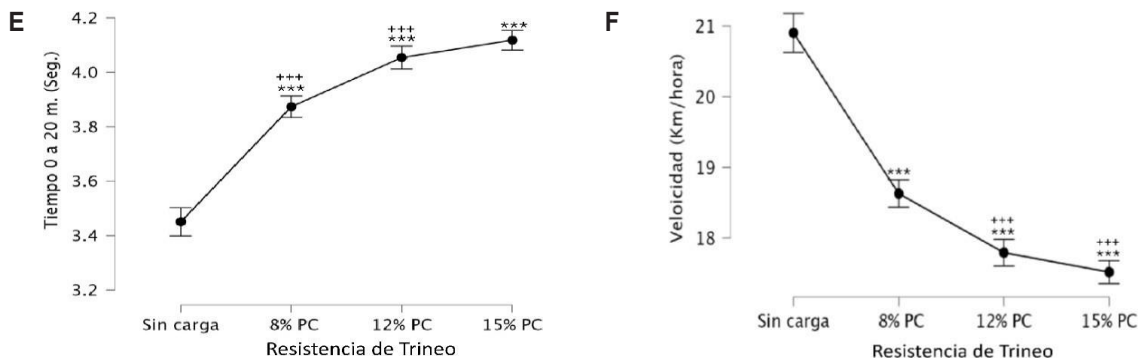 E
Tiempo 0 a 20 m. (Seg.)
4.2
4.0
3.8
3.6
3.4
3.2
+++
***
+++
***
***
Sin carga 8% PC 12% PC 15% PC
Resistencia de Trineo
F
Veloicidad (Km/hora)
21
20
19
18
***
+++
***
+++
***
Sin carga 8% PC 12% PC 15% PC
Resistencia de Trineo